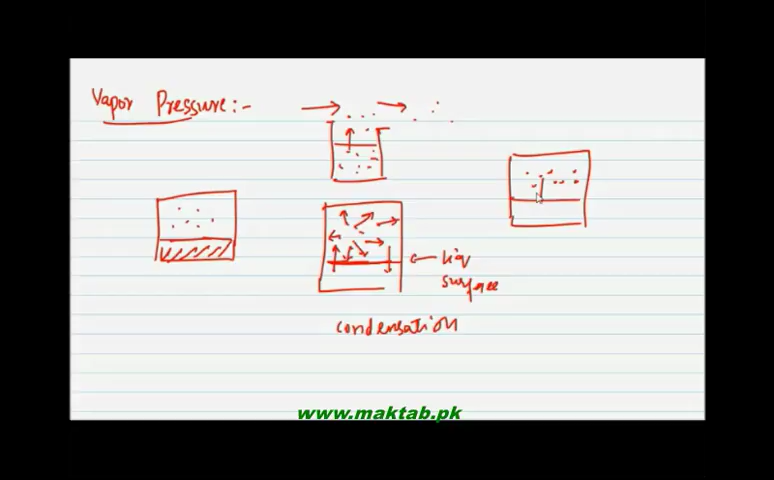 Vapor Pressure:-
liq
surface
condensation
www.maktab.pk